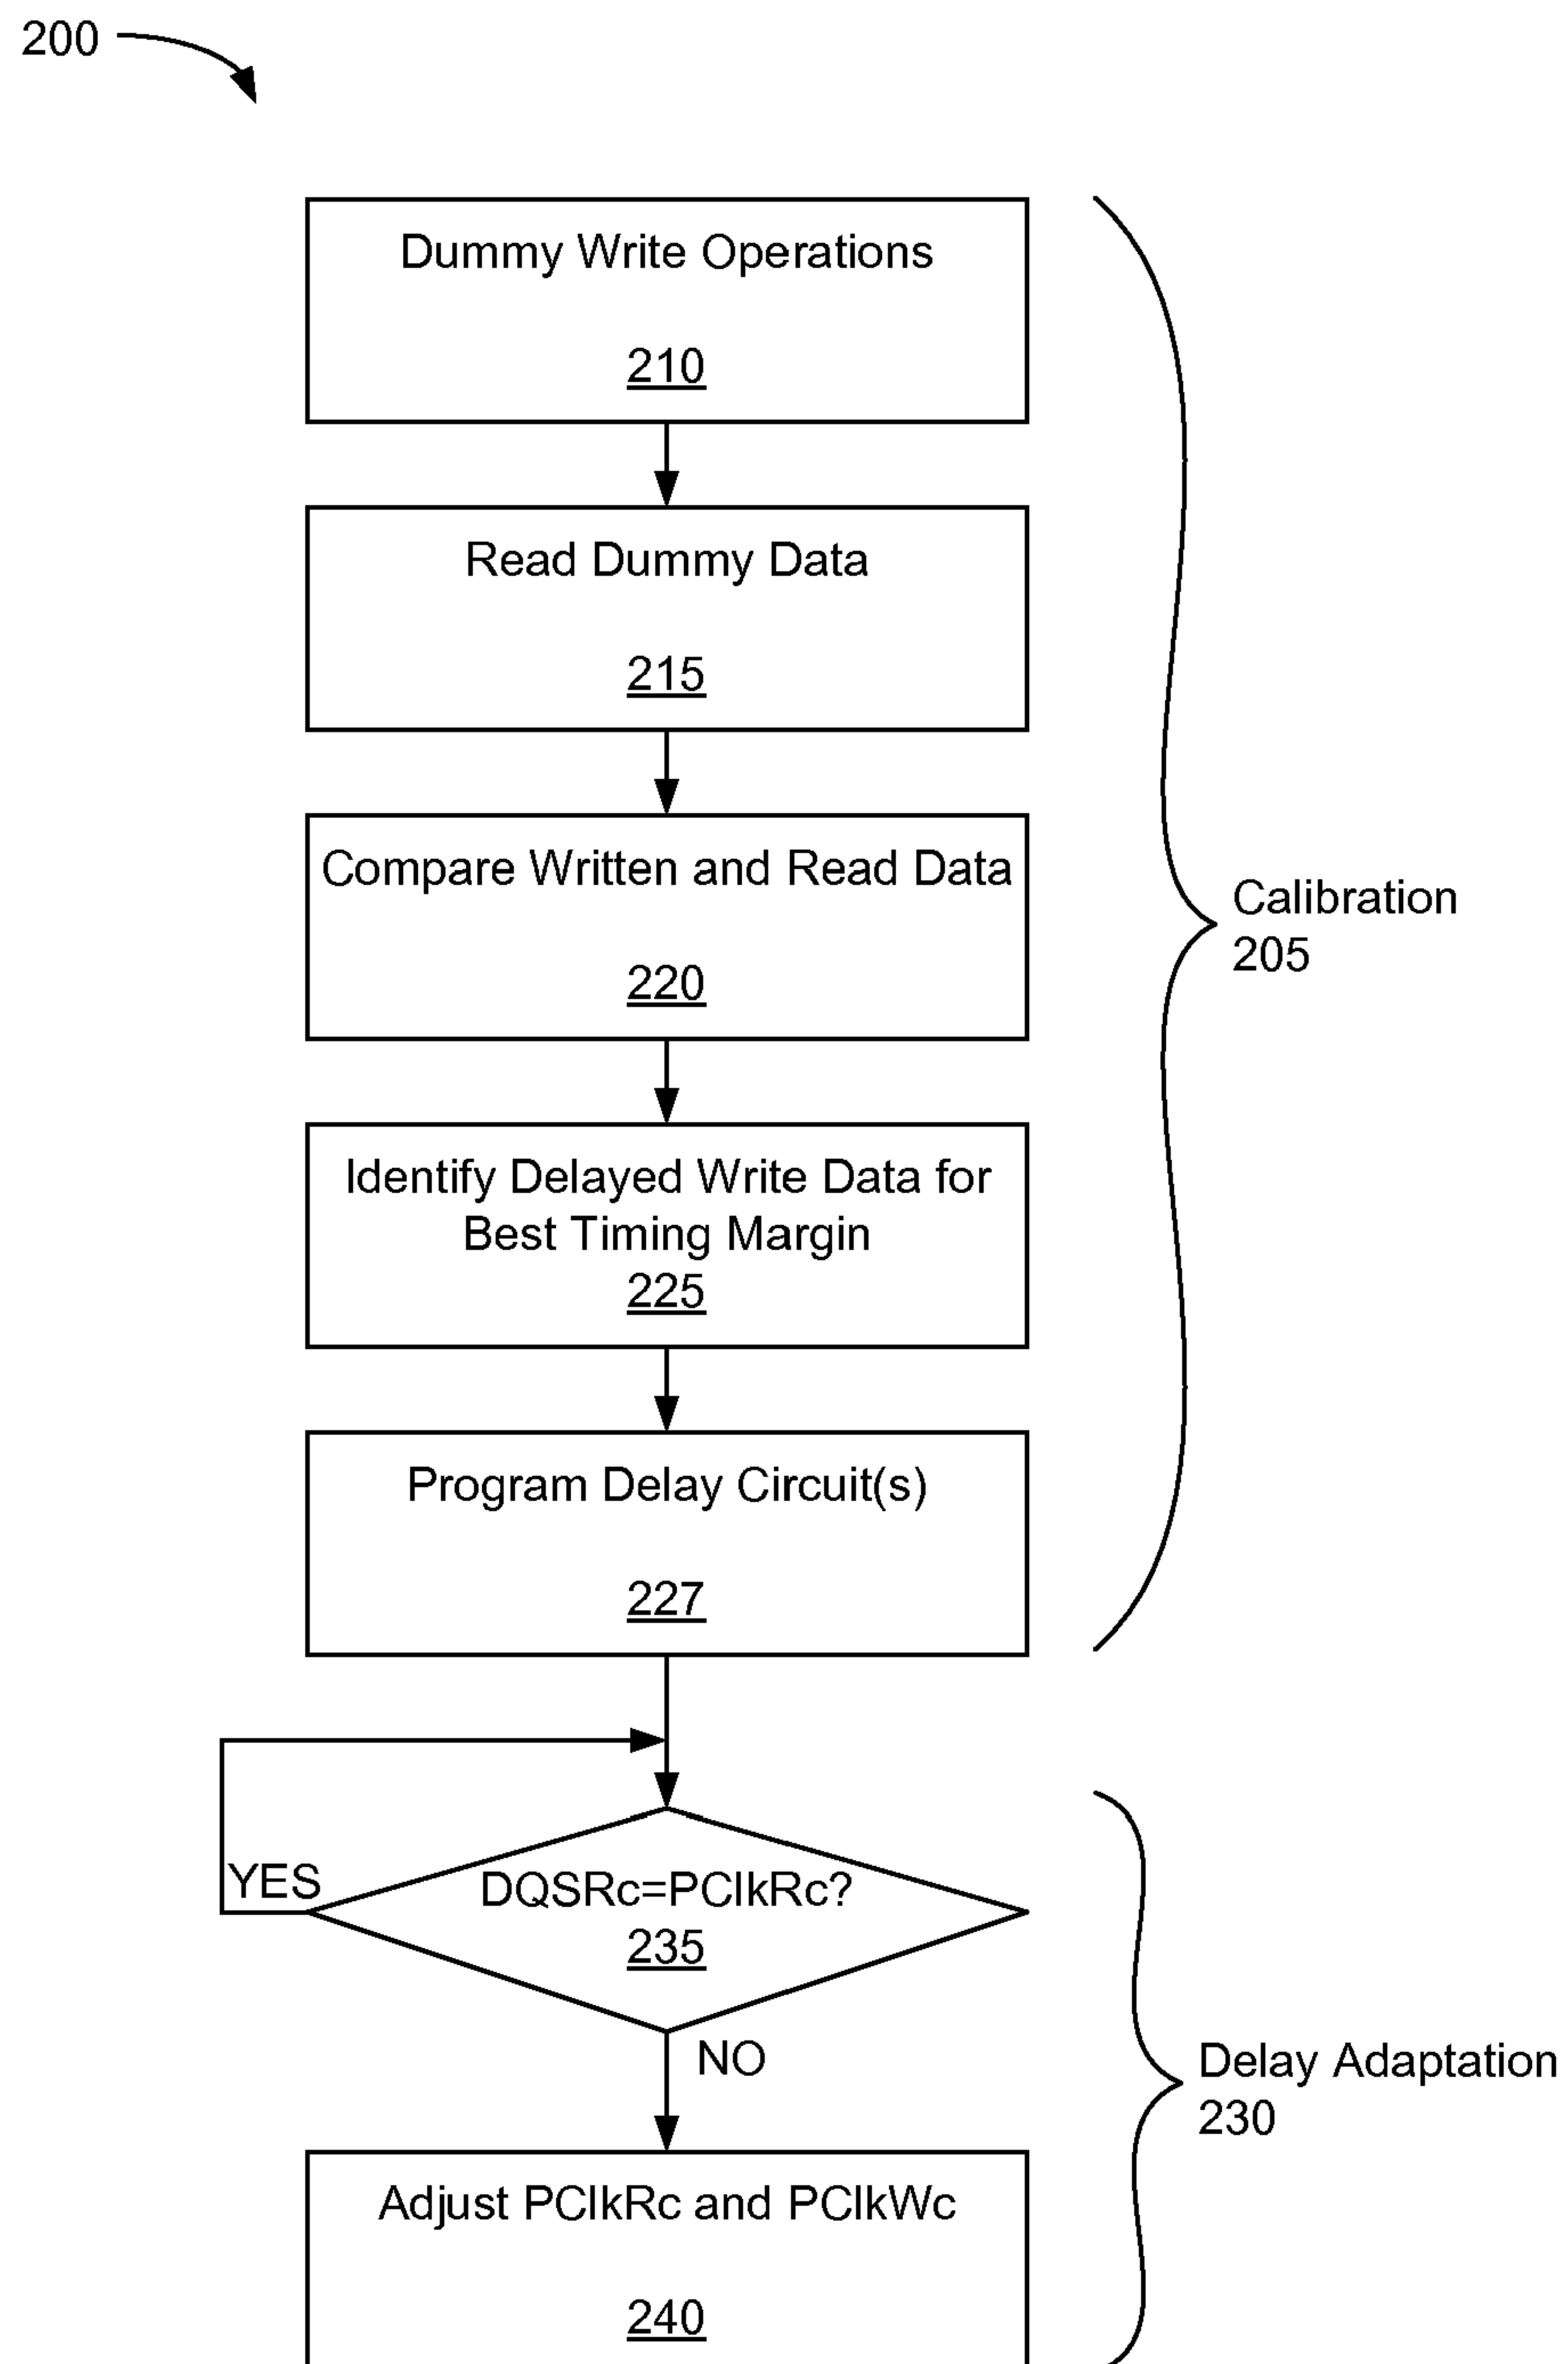 200
Dummy Write Operations
210
Read Dummy Data
215
Compare Written and Read Data
220
Calibration
205
Identify Delayed Write Data for
Best Timing Margin
225
Program Delay Circuit(s)
227
YES
DQSRc=PClkRc?
235
NO
Delay Adaptation
230
Adjust PClkRc and PClkWc
240